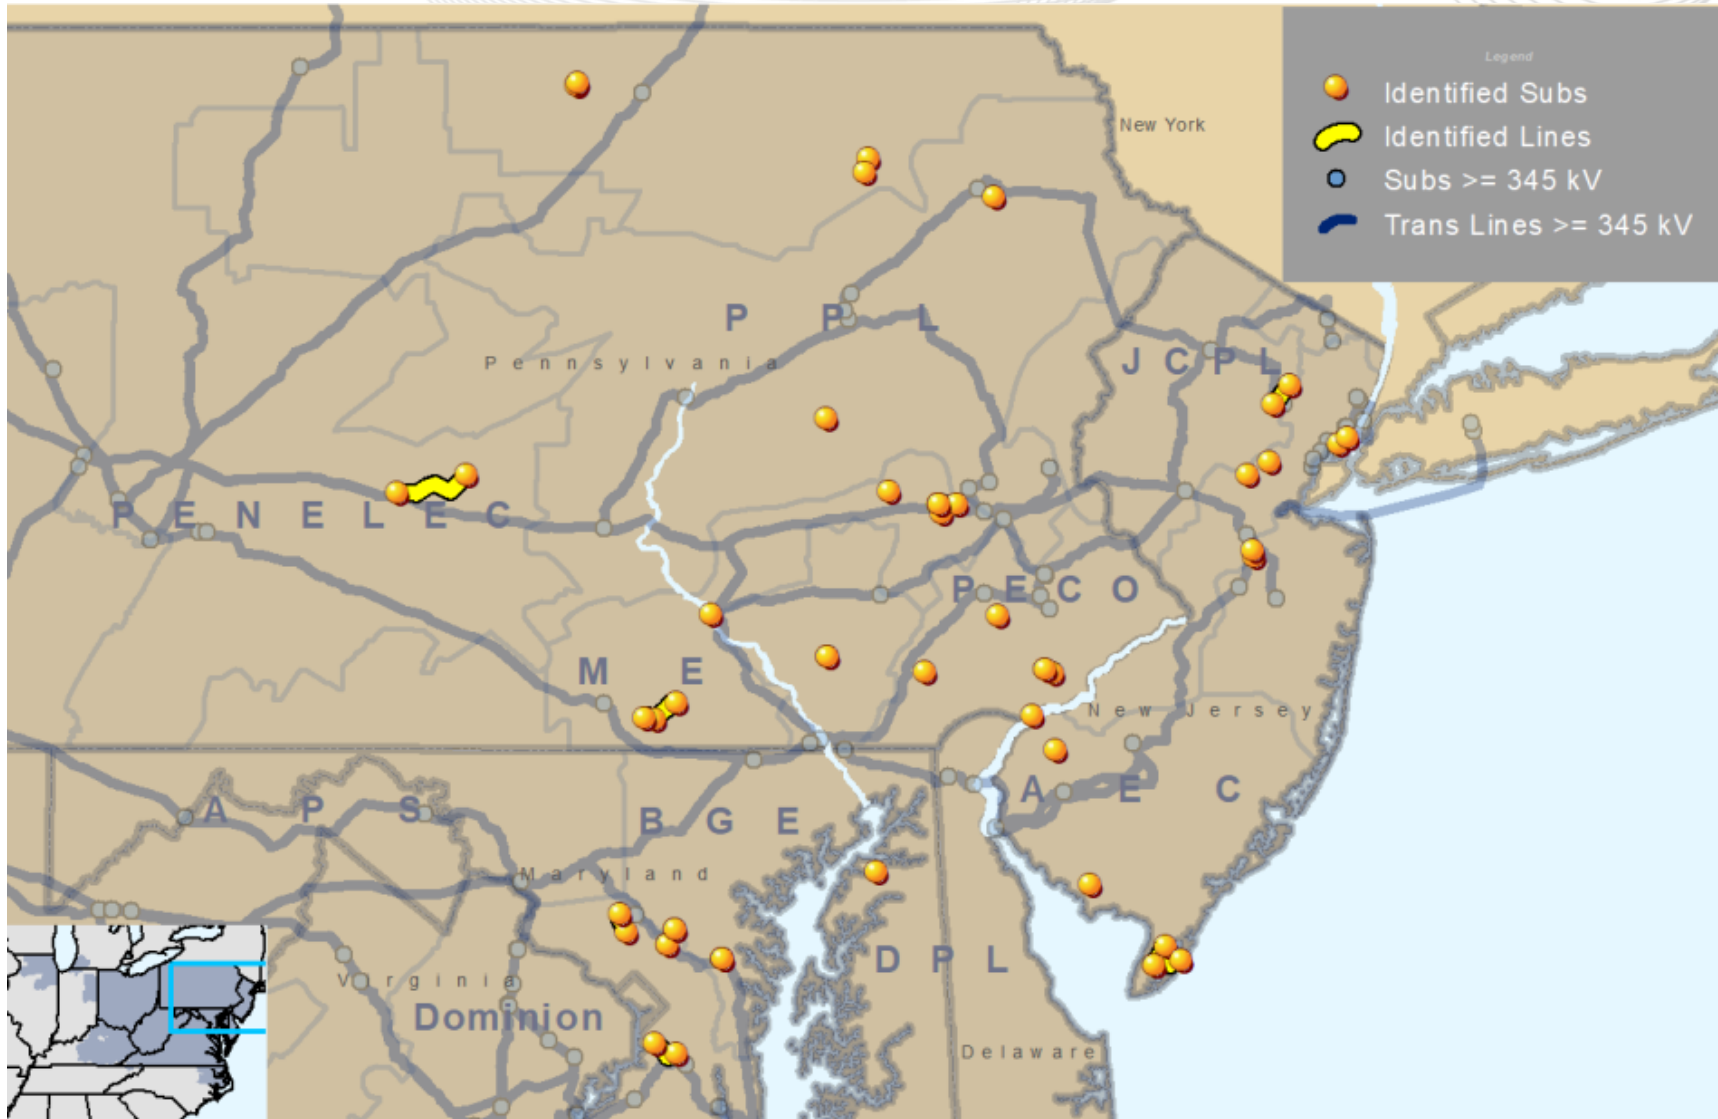 Legend
Identified Subs
Identified Lines
Subs >= 345 kV
Trans Lines >= 345 kV
New York
P P L
Pennsylvania
J C P L
P E N E L E C
P E C O
M E
New Jersey
A E C
A P S
B G E
Maryland
D P L
Virginia
Dominion
Delaware